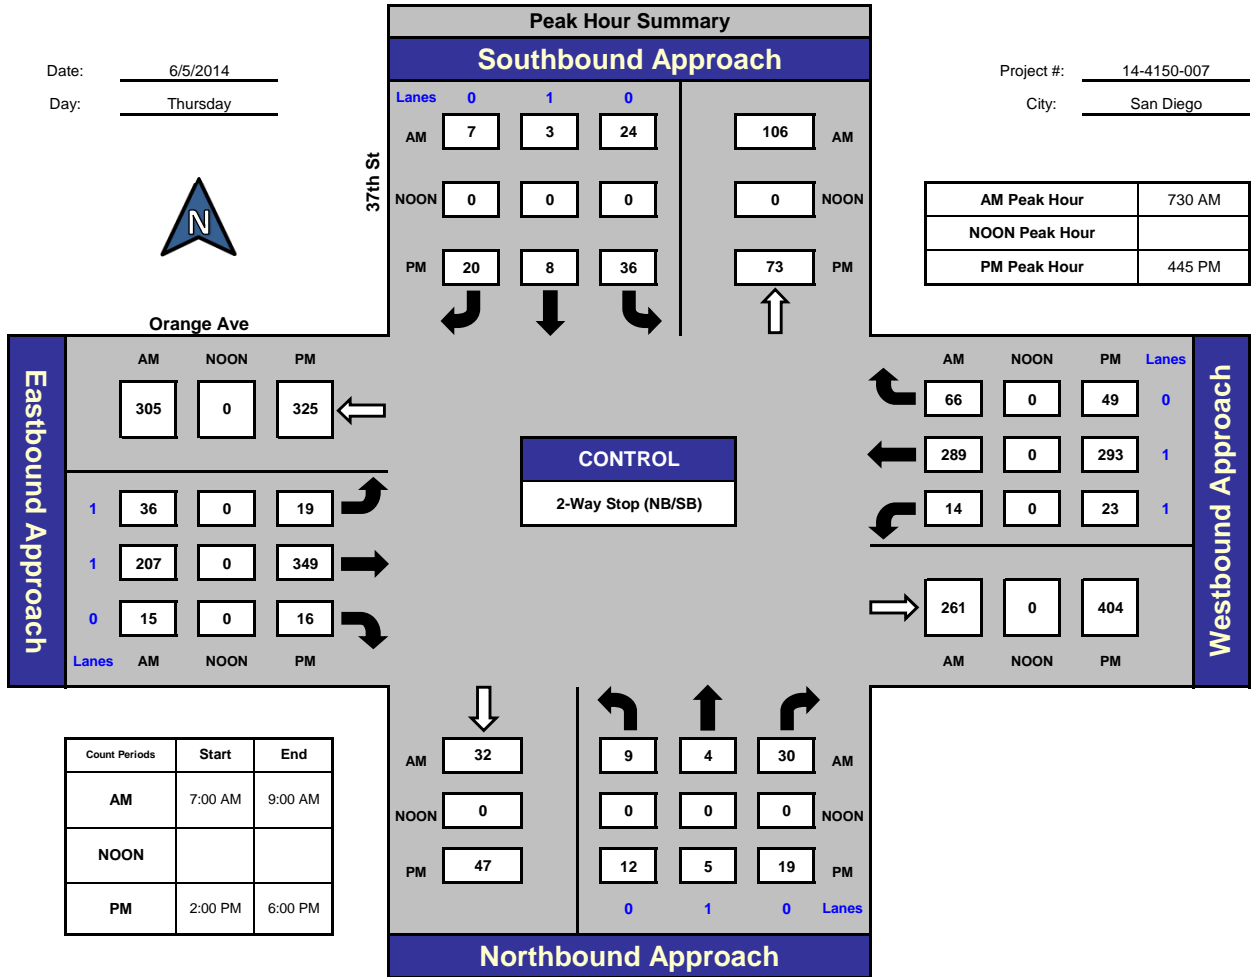 Peak Hour Summary
Southbound Approach
Date: 6/5/2014
Day: Thursday
Project #: 14-4150-007
City: San Diego
N
37th St
Lanes 0 1 0
AM 7 3 24 106 AM
NOON 0 0 0 0 NOON
PM 20 8 36 73 PM
AM Peak Hour 730 AM
NOON Peak Hour
PM Peak Hour 445 PM
Orange Ave
Eastbound Approach
AM NOON PM
305 0 325
1 36 0 19
1 207 0 349
0 15 0 16
Lanes AM NOON PM
CONTROL
2-Way Stop (NB/SB)
AM NOON PM Lanes
66 0 49 0
289 0 293 1
14 0 23 1
261 0 404
AM NOON PM
Westbound Approach
Count Periods Start End
AM 7:00 AM 9:00 AM
NOON
PM 2:00 PM 6:00 PM
AM 32 9 4 30 AM
NOON 0 0 0 0 NOON
PM 47 12 5 19 PM
0 1 0 Lanes
Northbound Approach